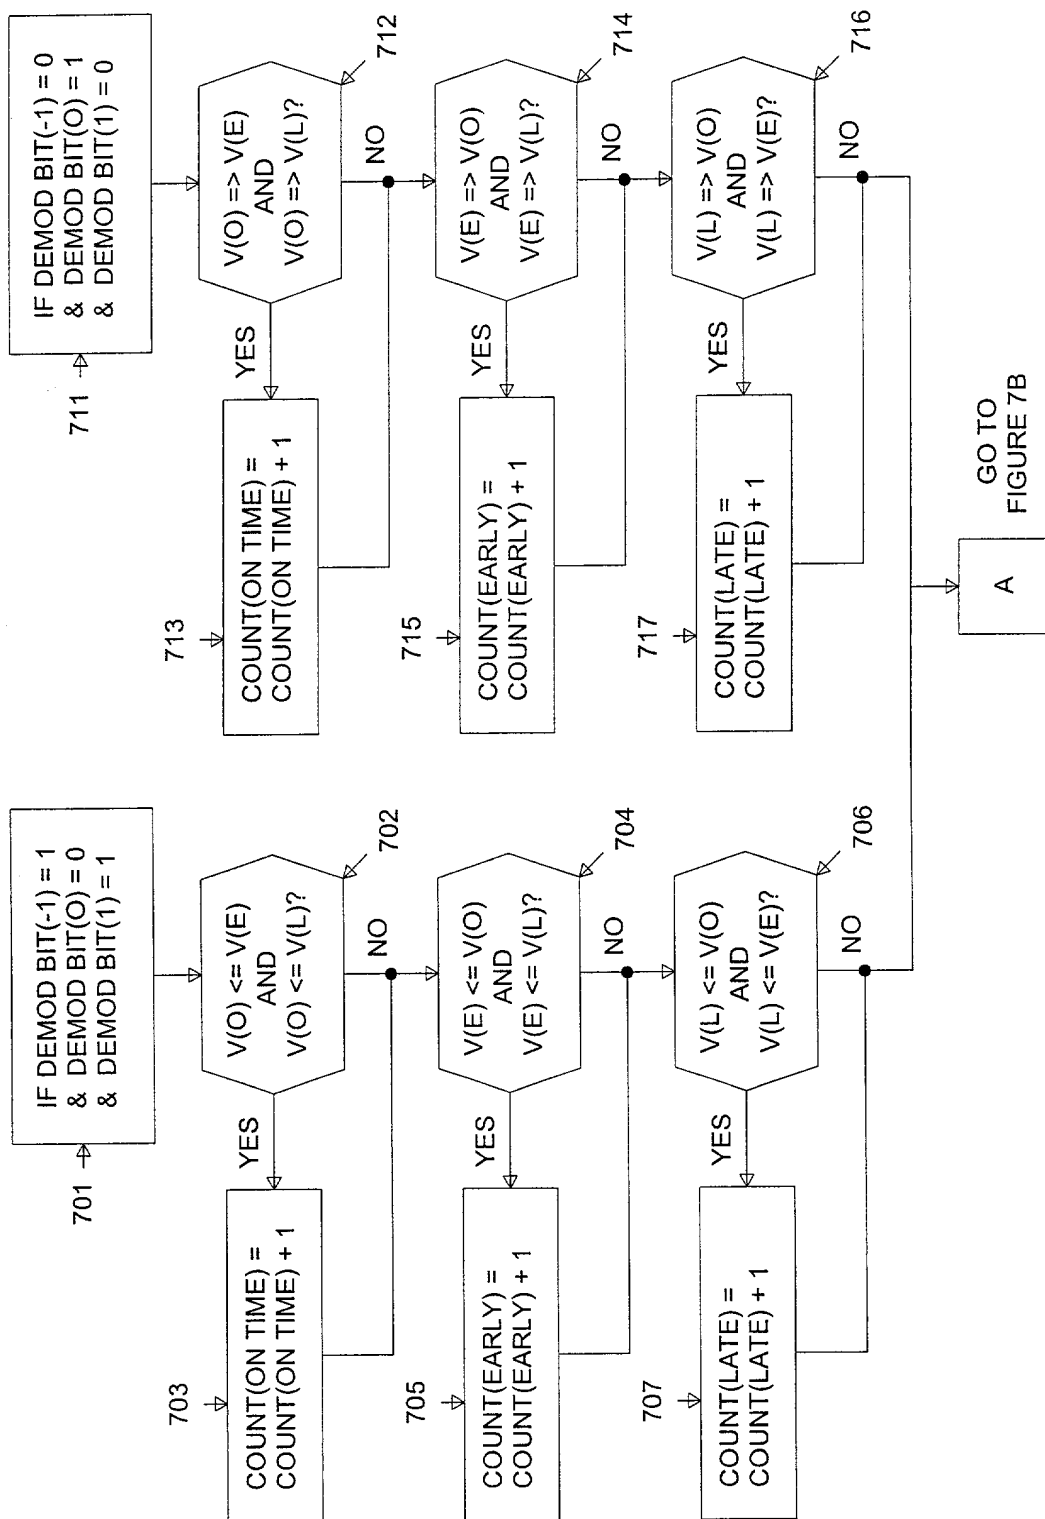 701
IF DEMOD BIT(-1) = 1
& DEMOD BIT(O) = 0
& DEMOD BIT(1) = 1
702
V(O) <= V(E)
AND
V(O) <= V(L)?
YES
NO
703
COUNT(ON TIME) =
COUNT(ON TIME) + 1
704
V(E) <= V(O)
AND
V(E) <= V(L)?
YES
NO
705
COUNT(EARLY) =
COUNT(EARLY) + 1
706
V(L) <= V(O)
AND
V(L) <= V(E)?
YES
NO
707
COUNT(LATE) =
COUNT(LATE) + 1
711
IF DEMOD BIT(-1) = 0
& DEMOD BIT(O) = 1
& DEMOD BIT(1) = 0
712
V(O) => V(E)
AND
V(O) => V(L)?
YES
NO
713
COUNT(ON TIME) =
COUNT(ON TIME) + 1
714
V(E) => V(O)
AND
V(E) => V(L)?
YES
NO
715
COUNT(EARLY) =
COUNT(EARLY) + 1
716
V(L) => V(O)
AND
V(L) => V(E)?
YES
NO
717
COUNT(LATE) =
COUNT(LATE) + 1
A
GO TO
FIGURE 7B